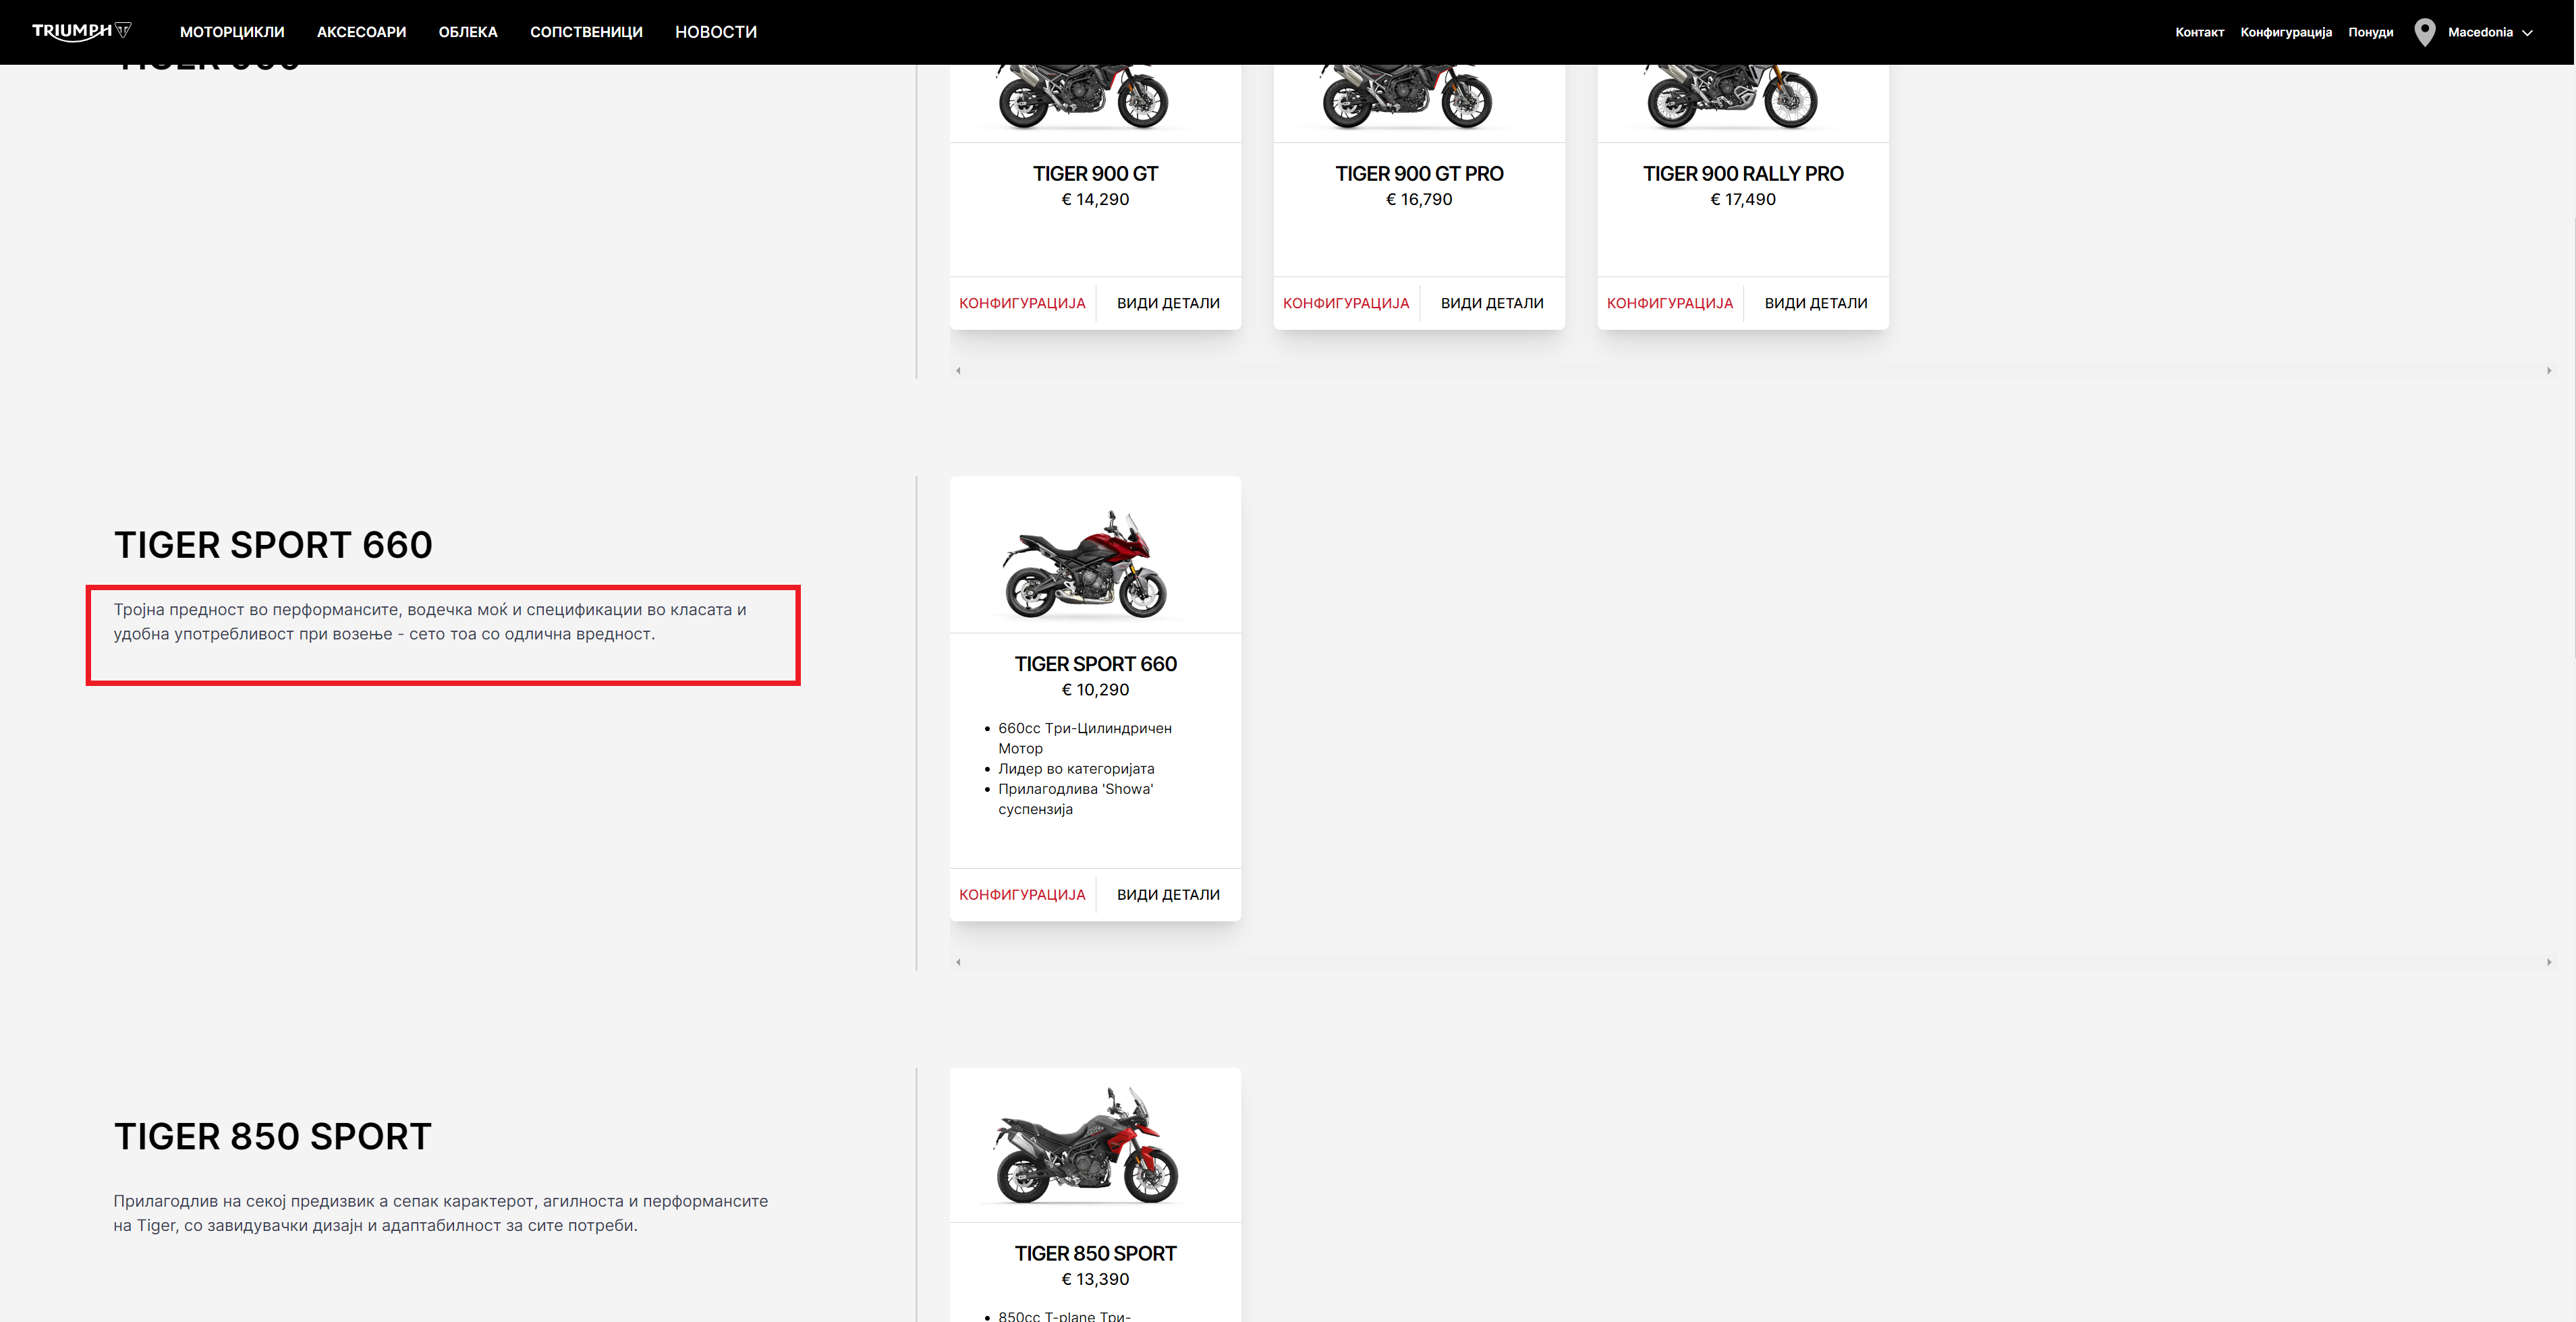 TRIUMPH
МОТОРЦИКЛИ АКСЕСОАРИ ОБЛЕКА СОПСТВЕНИЦИ НОВОСТИ
Контакт Конфигурација Понуди Macedonia
TIGER 900 GT
€ 14,290
КОНФИГУРАЦИЈА ВИДИ ДЕТАЛИ
TIGER 900 GT PRO
€ 16,790
КОНФИГУРАЦИЈА ВИДИ ДЕТАЛИ
TIGER 900 RALLY PRO
€ 17,490
КОНФИГУРАЦИЈА ВИДИ ДЕТАЛИ
TIGER SPORT 660
Тројна предност во перформансите, водечка моќ и спецификации во класата и
удобна употребливост при возење - сето тоа со одлична вредност.
TIGER SPORT 660
€ 10,290
660cc Три-Цилиндричен
Мотор
Лидер во категоријата
Прилагодлива 'Showa'
суспензија
КОНФИГУРАЦИЈА ВИДИ ДЕТАЛИ
TIGER 850 SPORT
Прилагодлив на секој предизвик а сепак карактерот, агилноста и перформансите
на Tiger, со завидувачки дизајн и адаптабилност за сите потреби.
TIGER 850 SPORT
€ 13,390
850cc T-plane Три-